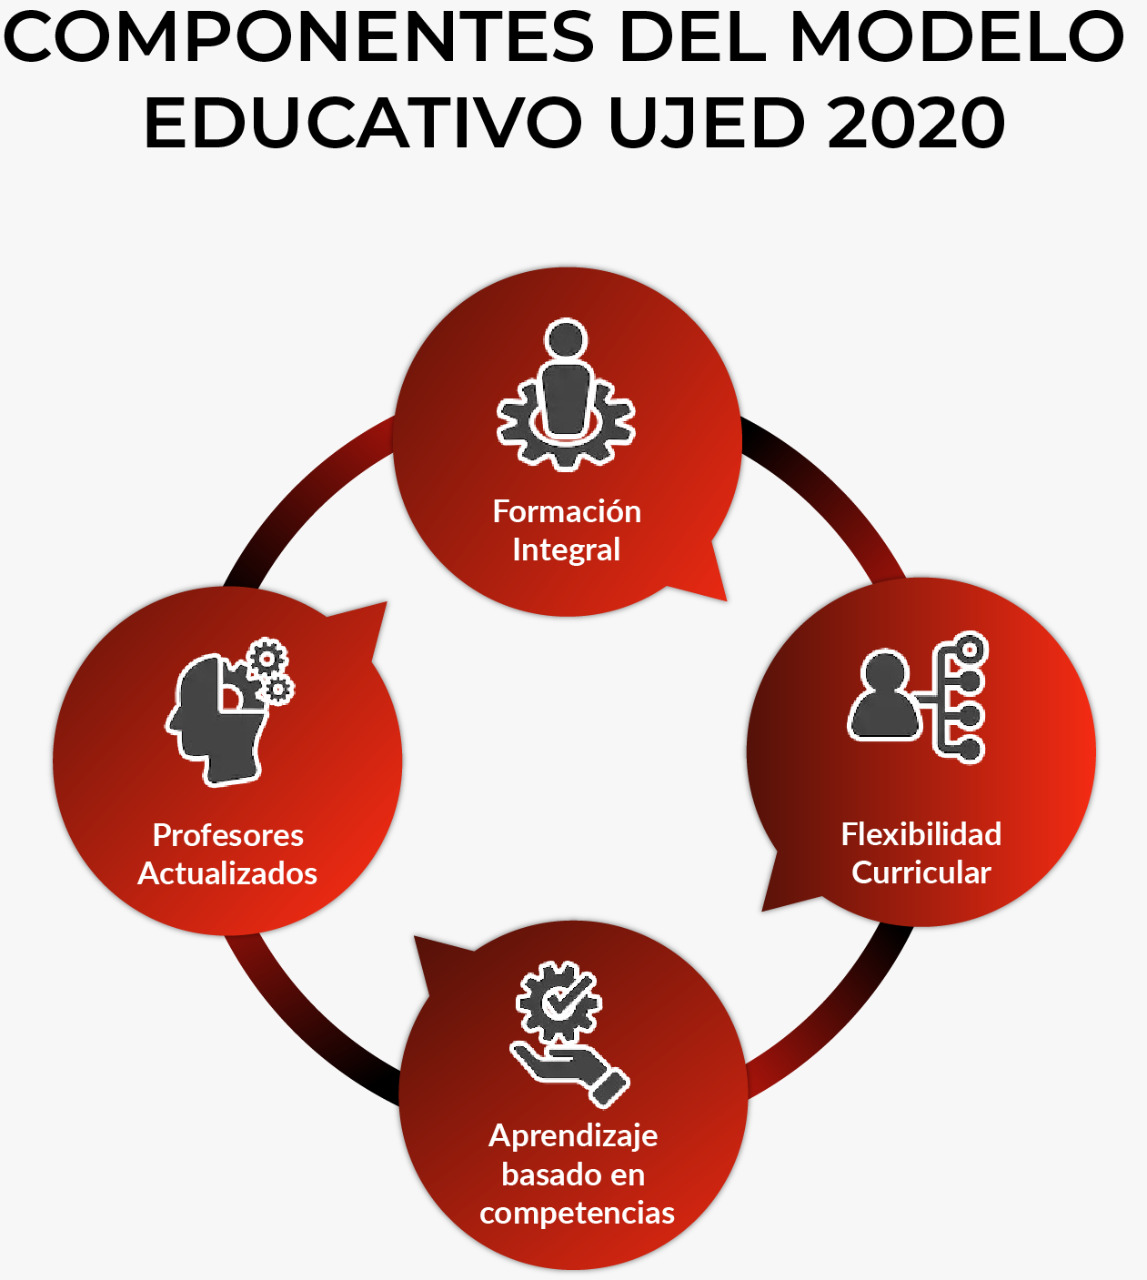 COMPONENTES DEL MODELO
EDUCATIVO UJED 2020
Formación
Integral
Profesores
Actualizados
Flexibilidad
Curricular
Aprendizaje
basado en
competencias